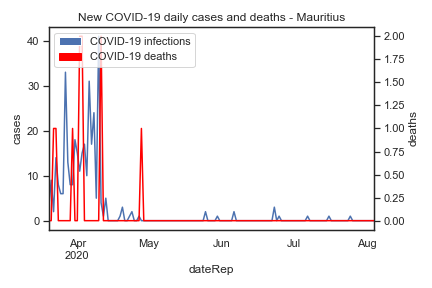 New COVID-19 daily cases and deaths - Mauritius
COVID-19 infections
COVID-19 deaths
cases
40
30
20
10
0
2.00
1.75
1.50
1.25
1.00
0.75
0.50
0.25
0.00
deaths
Apr
2020
May
Jun
Jul
Aug
dateRep